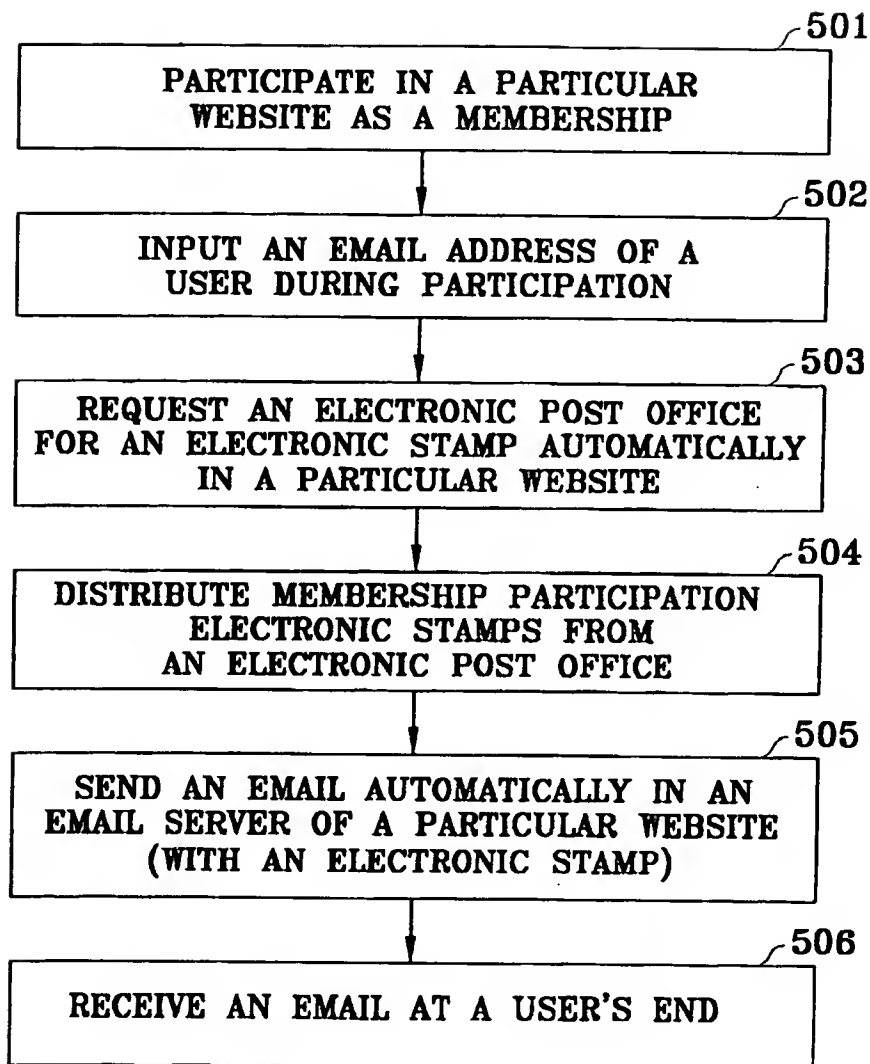 501
PARTICIPATE IN A PARTICULAR
WEBSITE AS A MEMBERSHIP
502
INPUT AN EMAIL ADDRESS OF A
USER DURING PARTICIPATION
503
REQUEST AN ELECTRONIC POST OFFICE
FOR AN ELECTRONIC STAMP AUTOMATICALLY
IN A PARTICULAR WEBSITE
504
DISTRIBUTE MEMBERSHIP PARTICIPATION
ELECTRONIC STAMPS FROM
AN ELECTRONIC POST OFFICE
505
SEND AN EMAIL AUTOMATICALLY IN AN
EMAIL SERVER OF A PARTICULAR WEBSITE
(WITH AN ELECTRONIC STAMP)
506
RECEIVE AN EMAIL AT A USER'S END